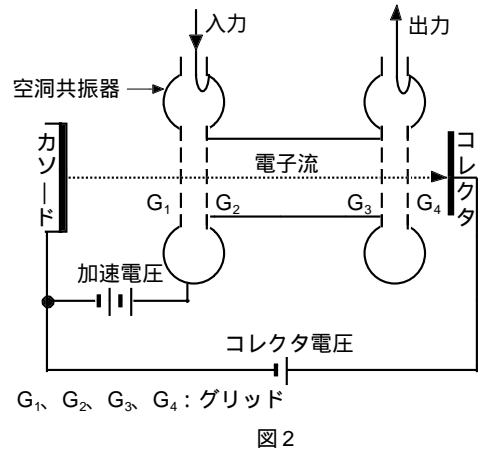 入力
出力
空洞共振器
カソード
電子流
コレクタ
G₁
G₂
G₃
G₄
加速電圧
コレクタ電圧
G₁、G₂、G₃、G₄：グリッド
図2